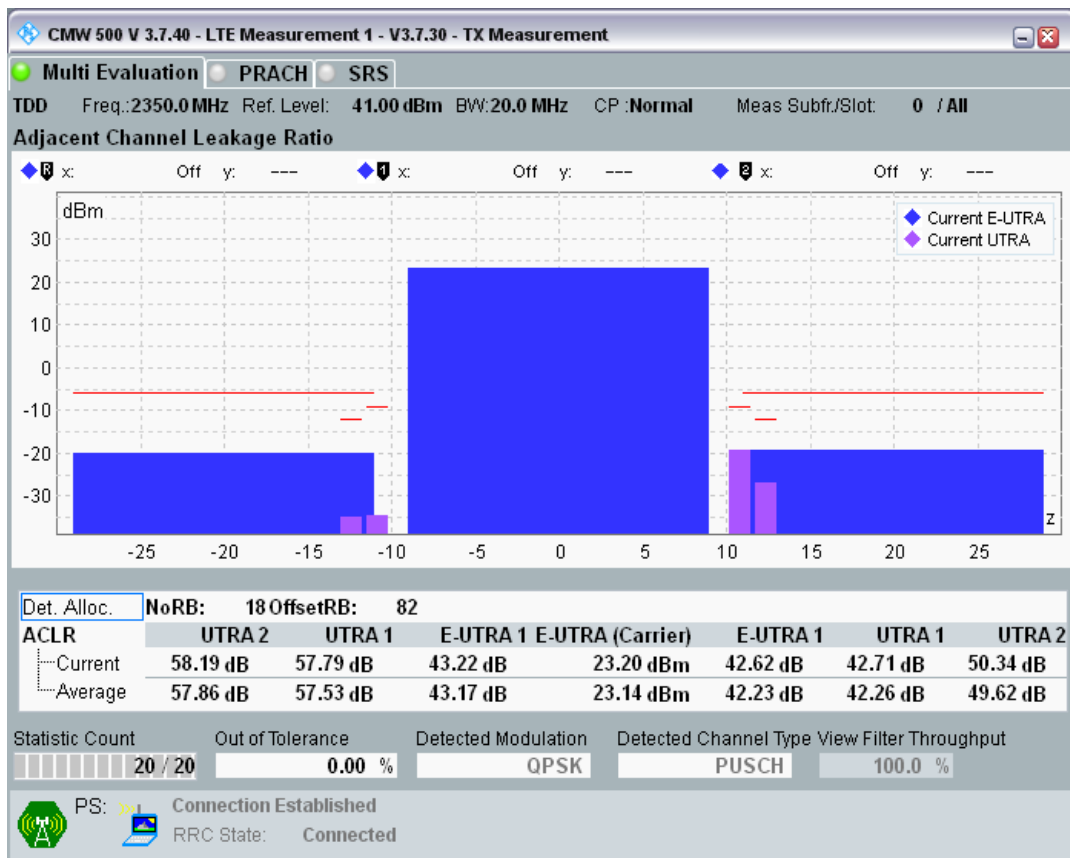 CMW 500 V 3.7.40 - LTE Measurement 1 - V3.7.30 - TX Measurement
Multi Evaluation PRACH SRS
TDD Freq.:2350.0 MHz Ref. Level: 41.00 dBm BW:20.0 MHz CP :Normal Meas Subfr./Slot: 0 / All
Adjacent Channel Leakage Ratio
R x: Off y: --- 1 x: Off y: --- 2 x: Off y: ---
dBm
Current E-UTRA
Current UTRA
30
20
10
0
-10
-20
-30
z
-25 -20 -15 -10 -5 0 5 10 15 20 25
Det. Alloc. NoRB: 18 OffsetRB: 82
ACLR UTRA 2 UTRA 1 E-UTRA 1 E-UTRA (Carrier) E-UTRA 1 UTRA 1 UTRA 2
Current 58.19 dB 57.79 dB 43.22 dB 23.20 dBm 42.62 dB 42.71 dB 50.34 dB
Average 57.86 dB 57.53 dB 43.17 dB 23.14 dBm 42.23 dB 42.26 dB 49.62 dB
Statistic Count Out of Tolerance Detected Modulation Detected Channel Type View Filter Throughput
20 / 20 0.00 % QPSK PUSCH 100.0 %
PS: Connection Established
RRC State: Connected